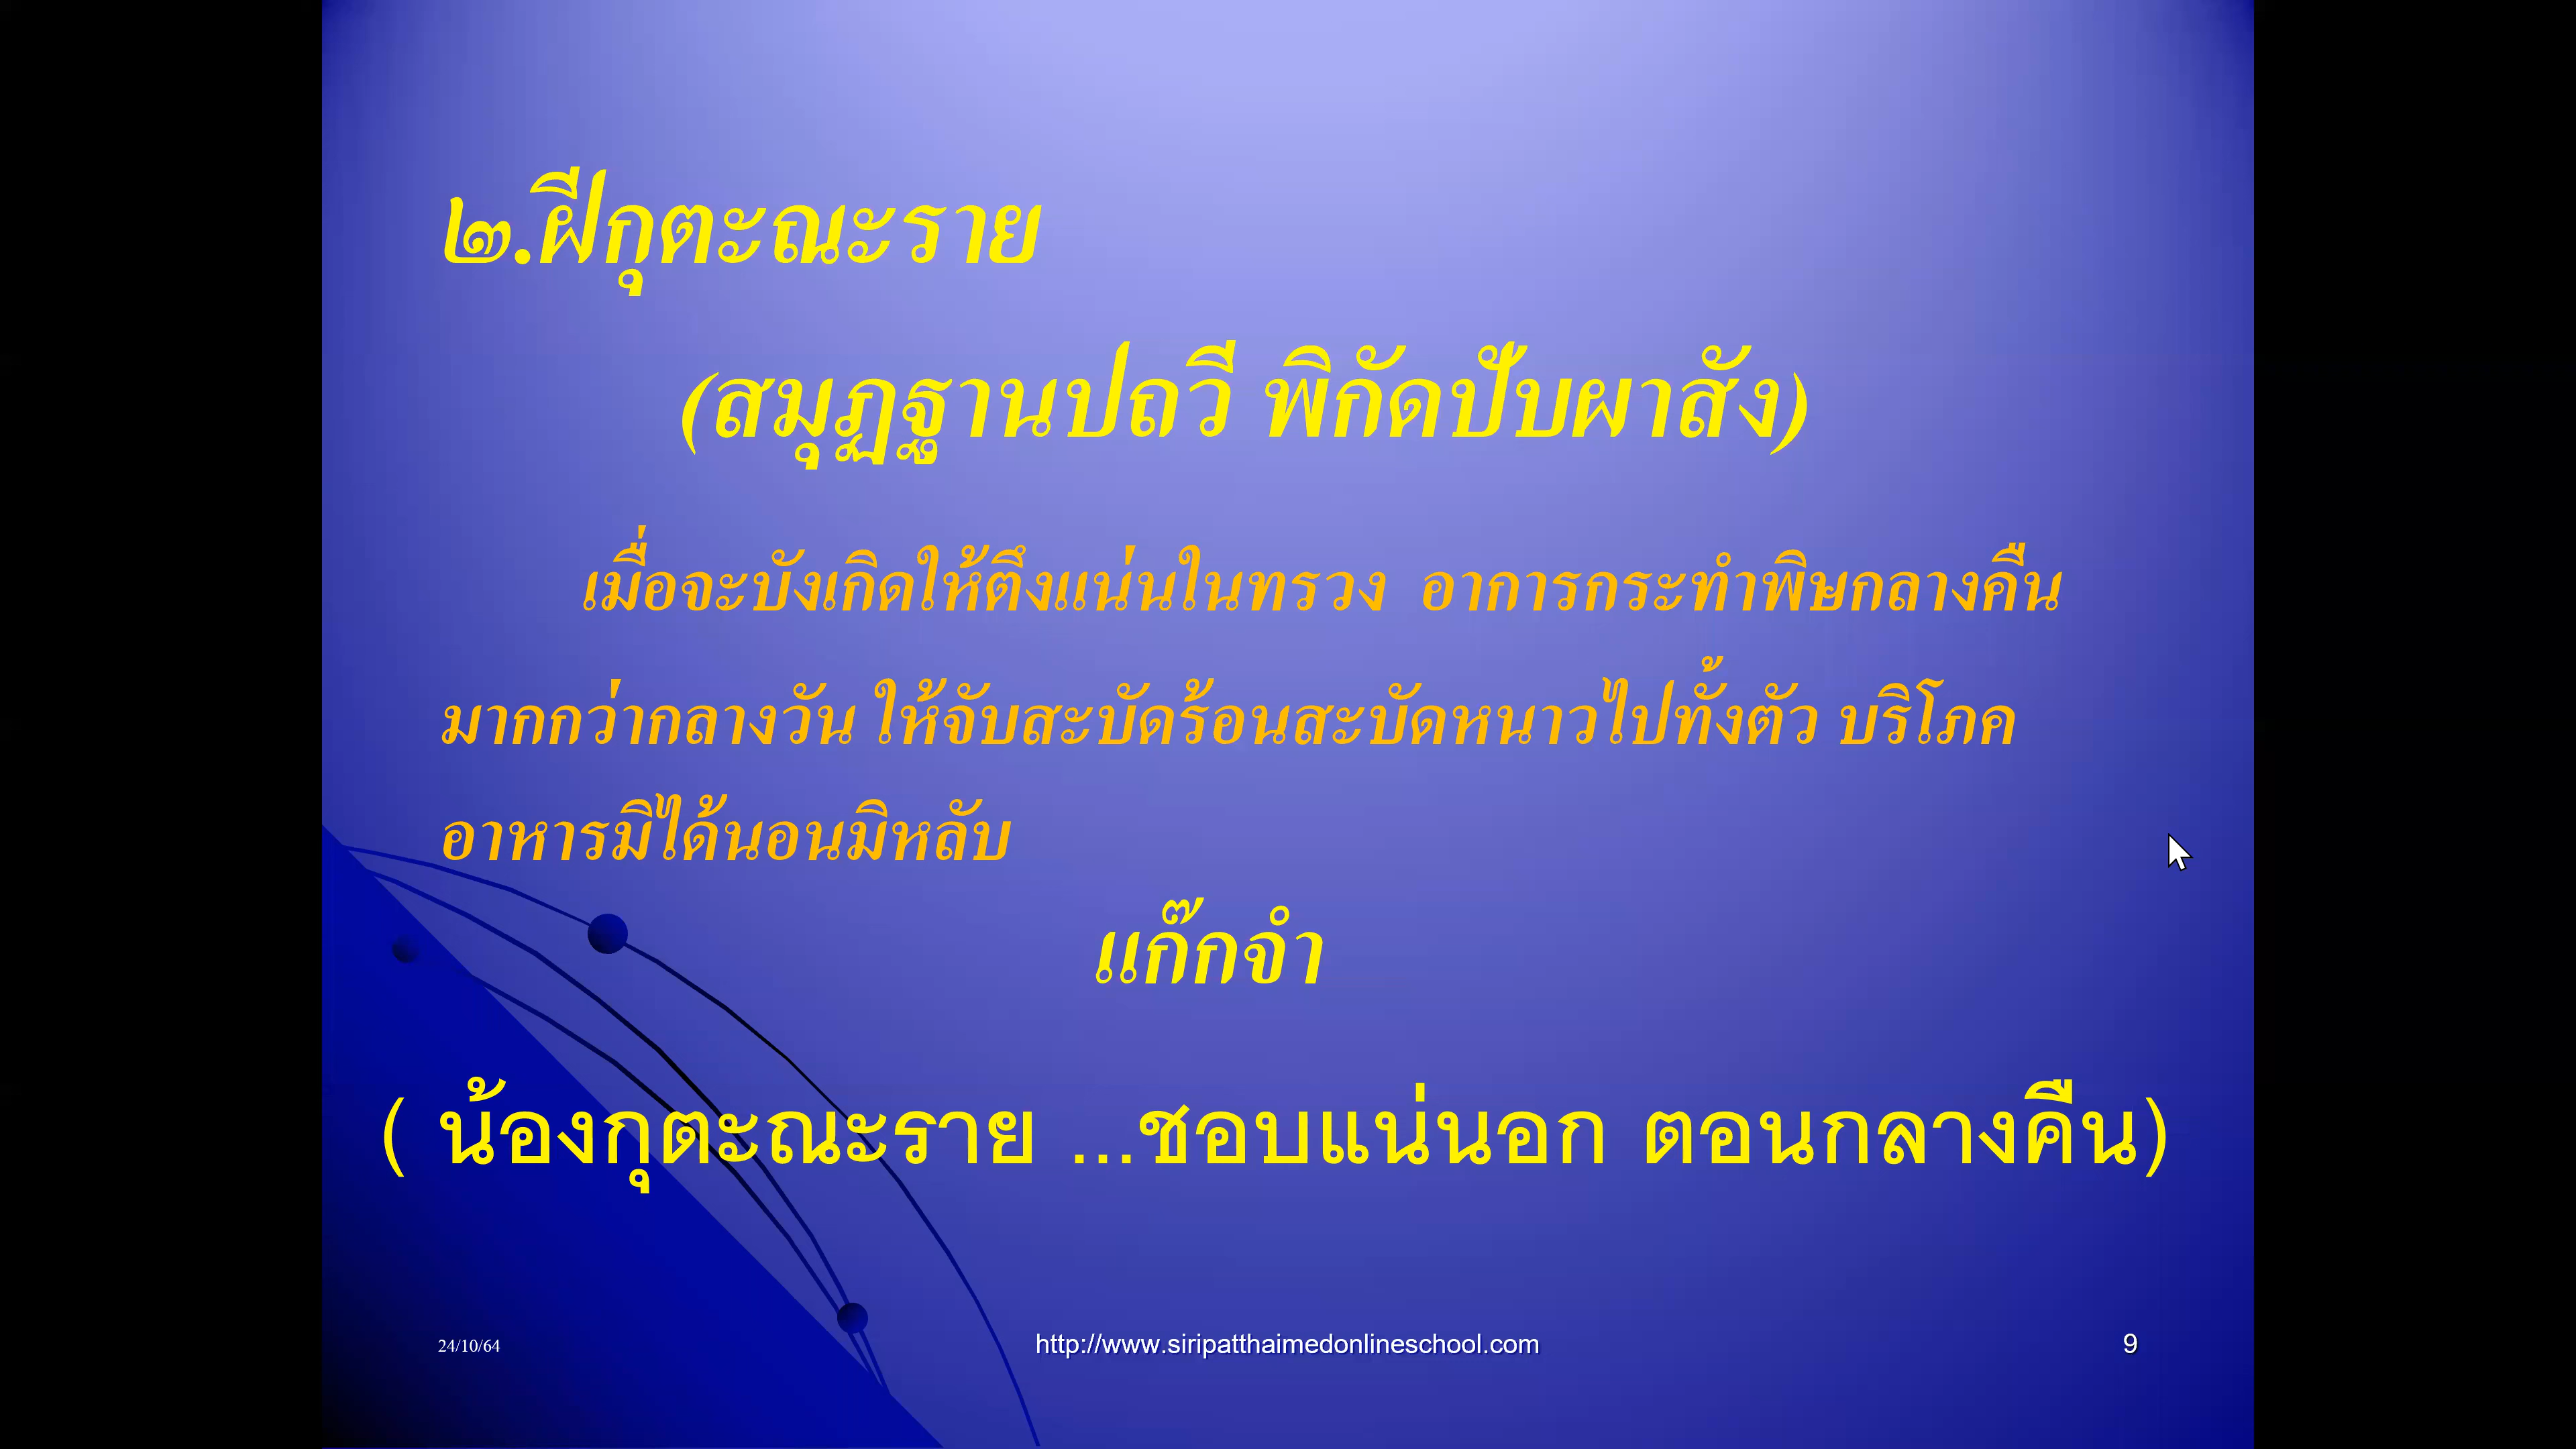 ๒.ฝีกุตะณะราย
(สมุฏฐานปถวี พิกัดปับผาสัง)
เมื่อจะบังเกิดให้ตึงแน่นในทรวง อาการกระทำพิษกลางคืน
มากกว่ากลางวัน ให้จับสะบัดร้อนสะบัดหนาวไปทั้งตัว บริโภค
อาหารมิได้นอนมิหลับ
แก๊กจำ
( น้องกุตะณะราย ...ชอบแน่นอก ตอนกลางคืน)
24/10/64
http://www.siripatthaimedonlineschool.com
9